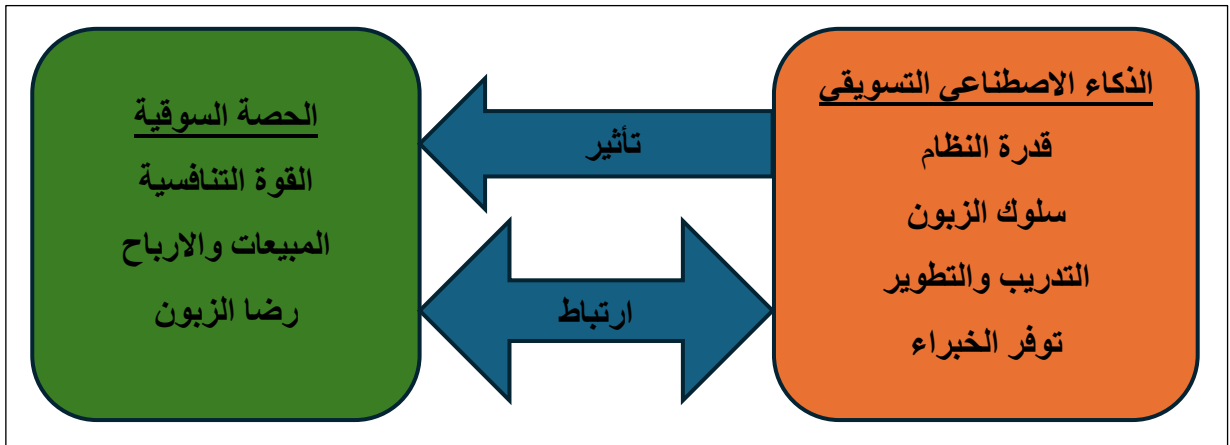 الذكاء الاصطناعي التسويقي
قدرة النظام
سلوك الزبون
التدريب والتطوير
توفر الخبراء
تأثير
ارتباط
الحصة السوقية
القوة التنافسية
المبيعات والارباح
رضا الزبون